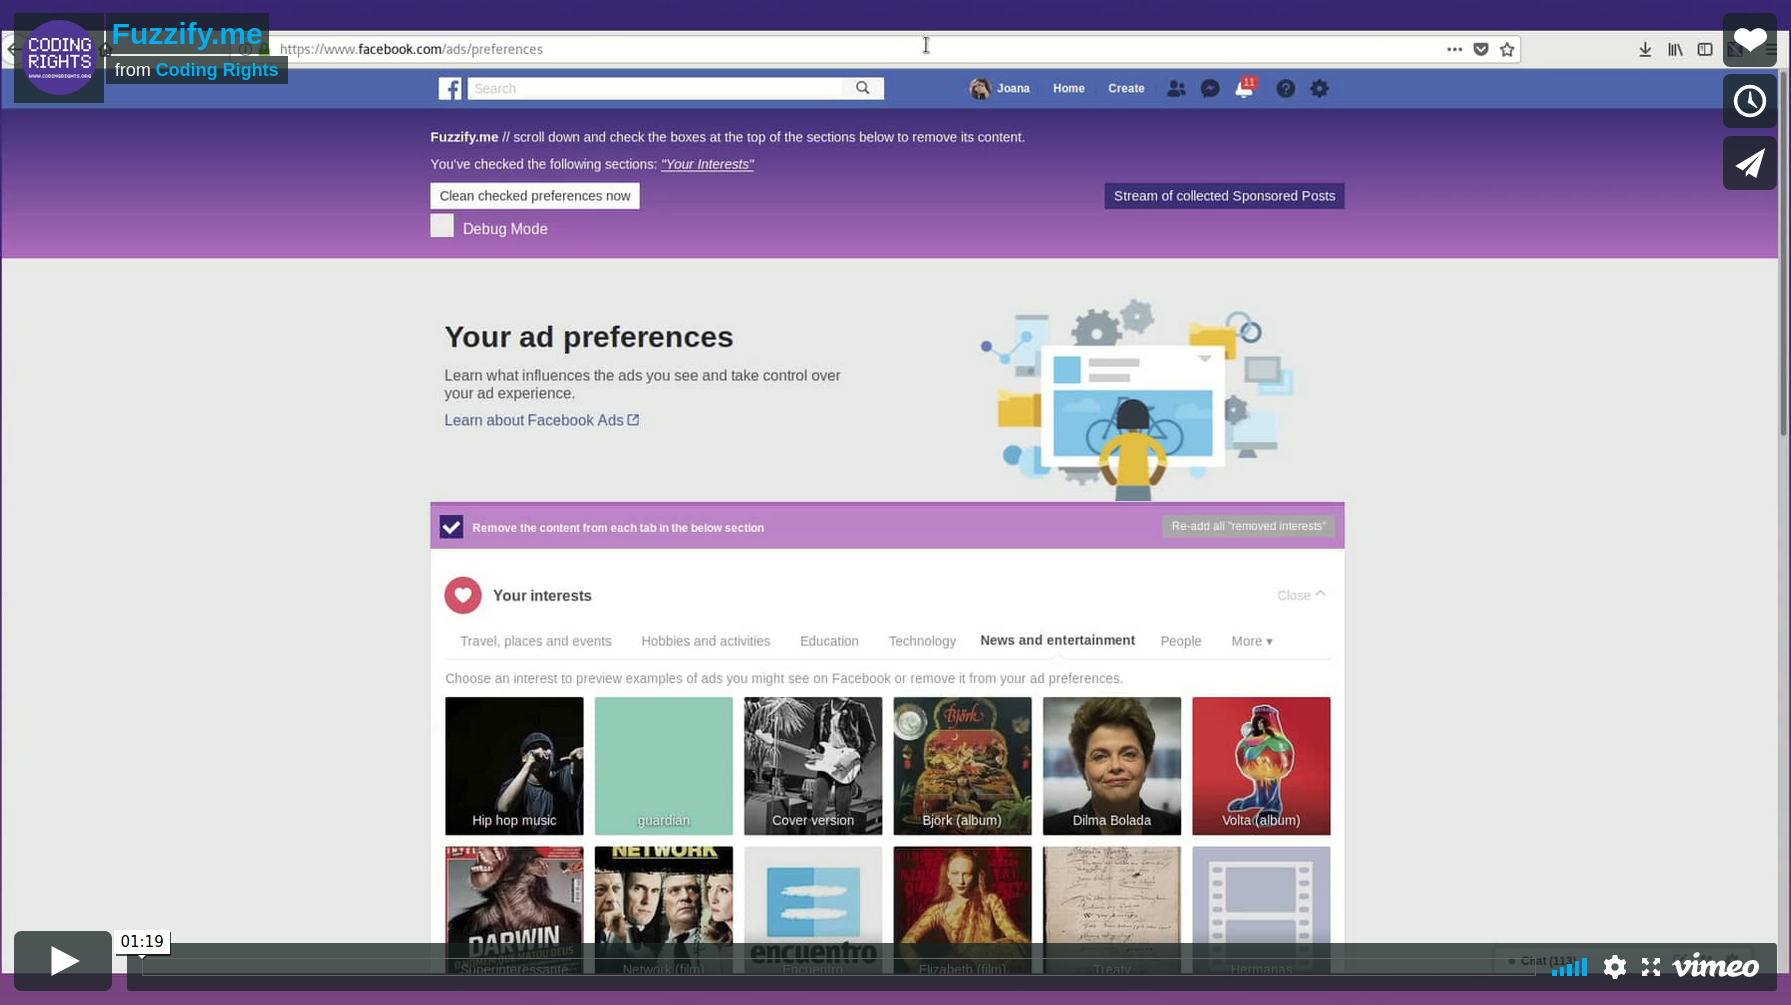 Fuzzify.me
from Coding Rights
CODING
RIGHTS
WWW.CODINGRIGHTS.ORG
https://www.facebook.com/ads/preferences
Search
Joana
Home
Create
11
Fuzzify.me // scroll down and check the boxes at the top of the sections below to remove its content.
You've checked the following sections: "Your Interests"
Clean checked preferences now
Stream of collected Sponsored Posts
Debug Mode
Your ad preferences
Learn what influences the ads you see and take control over
your ad experience.
Learn about Facebook Ads
Remove the content from each tab in the below section
Re-add all "removed interests"
Your interests
Close
Travel, places and events
Hobbies and activities
Education
Technology
News and entertainment
People
More ▾
Choose an interest to preview examples of ads you might see on Facebook or remove it from your ad preferences.
Björk
Hip hop music
guardian
Cover version
Björk (album)
Dilma Bolada
Volta (album)
NETWORK
DARWIN
O HOMEM QUE MATOU DEUS
encuentro
Superinteressante
Network (film)
Encuentro
Elizabeth (film)
Treaty
Hermanas
Chat (113)
01:19
vimeo